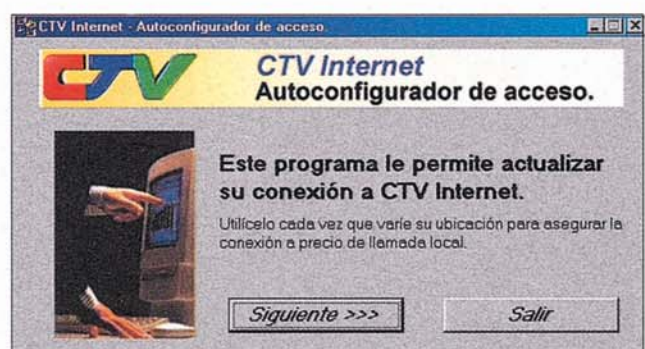 CTV Internet - Autoconfigurador de acceso.
CTV
CTV Internet
Autoconfigurador de acceso.
Este programa le permite actualizar
su conexión a CTV Internet.
Utilícelo cada vez que varíe su ubicación para asegurar la
conexión a precio de llamada local.
Siguiente >>>
Salir